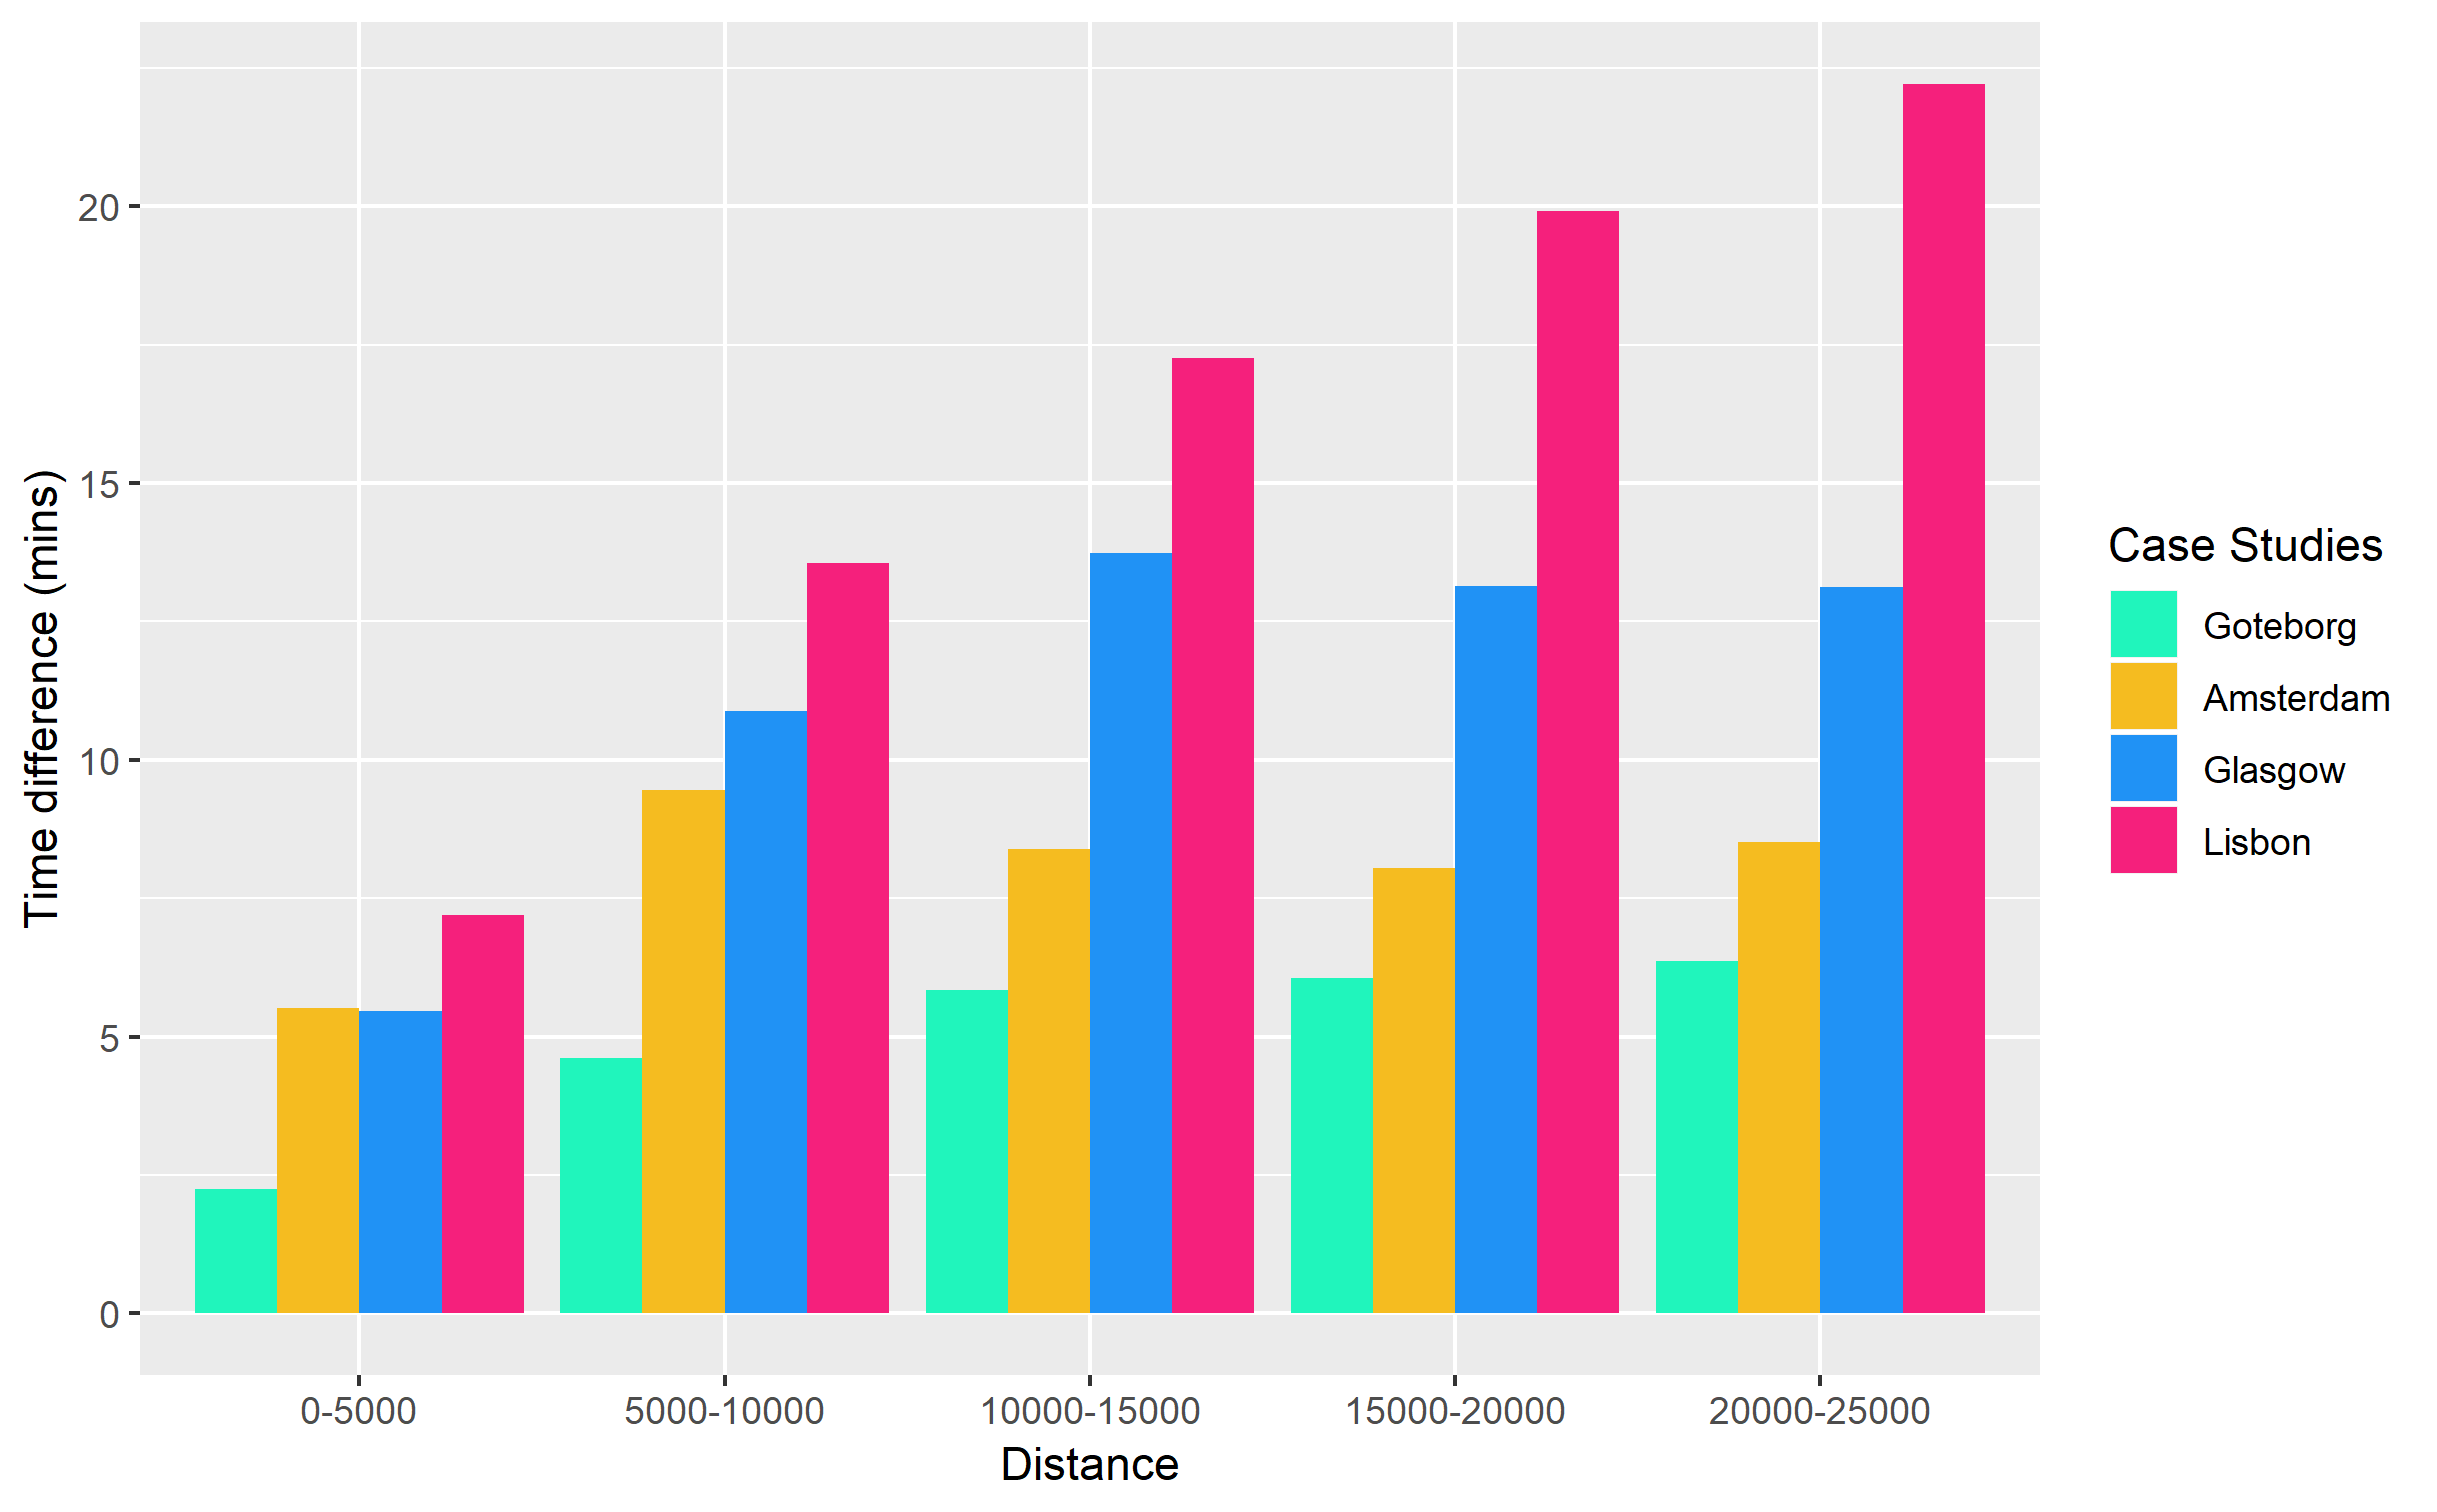 Time difference (mins)
20
15
10
5
0
0-5000
5000-10000
10000-15000
15000-20000
20000-25000
Distance
Case Studies
Goteborg
Amsterdam
Glasgow
Lisbon